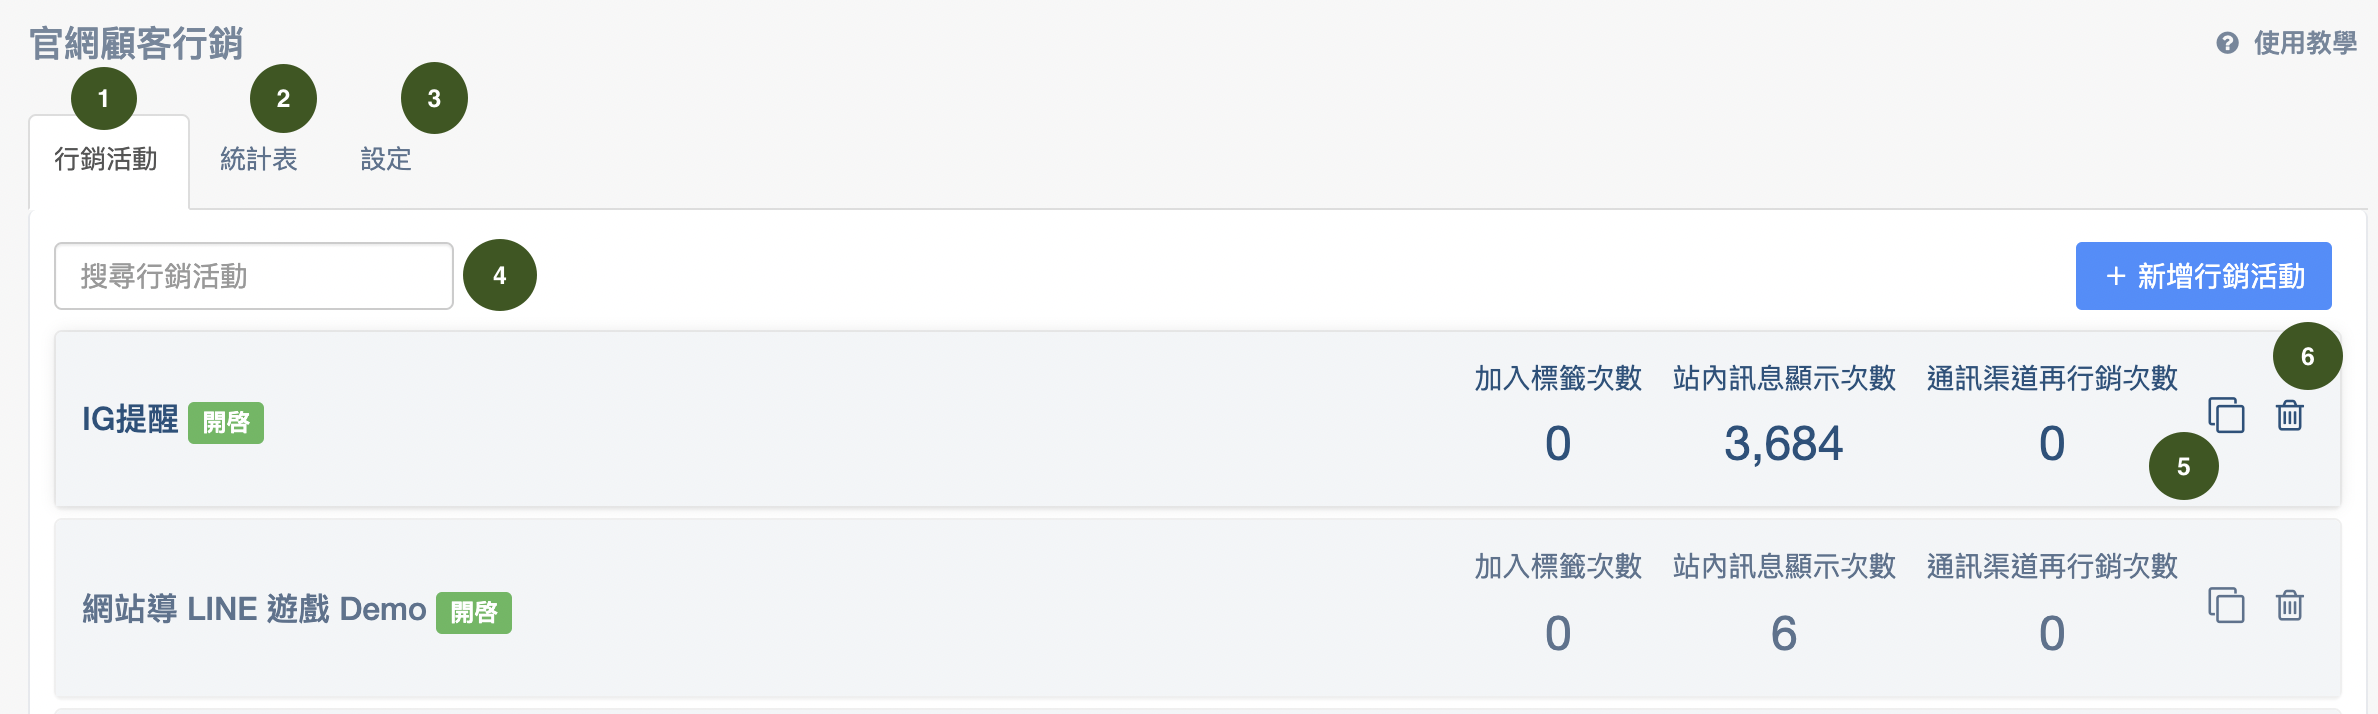 官網顧客行銷
使用教學
1
2
3
行銷活動
統計表
設定
搜尋行銷活動
4
+ 新增行銷活動
6
IG提醒 開啓
加入標籤次數
站內訊息顯示次數
通訊渠道再行銷次數
0
3,684
0
5
網站導 LINE 遊戲 Demo 開啓
加入標籤次數
站內訊息顯示次數
通訊渠道再行銷次數
0
6
0